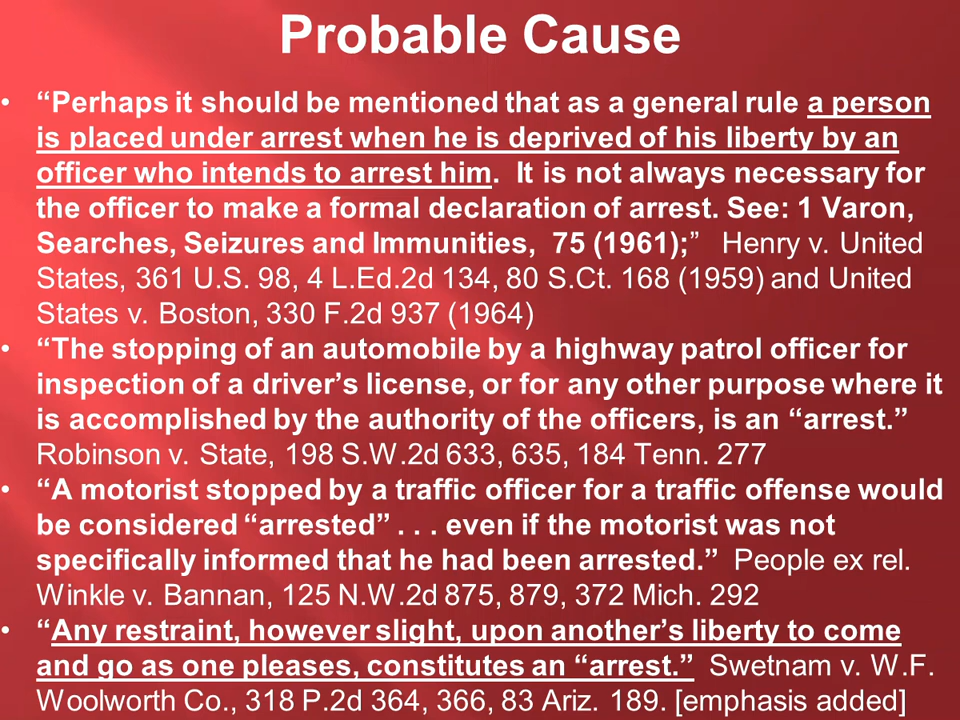 Probable Cause
• “Perhaps it should be mentioned that as a general rule a person
is placed under arrest when he is deprived of his liberty by an
officer who intends to arrest him.  It is not always necessary for
the officer to make a formal declaration of arrest. See: 1 Varon,
Searches, Seizures and Immunities,  75 (1961);”   Henry v. United
States, 361 U.S. 98, 4 L.Ed.2d 134, 80 S.Ct. 168 (1959) and United
States v. Boston, 330 F.2d 937 (1964)
• “The stopping of an automobile by a highway patrol officer for
inspection of a driver’s license, or for any other purpose where it
is accomplished by the authority of the officers, is an “arrest.”
Robinson v. State, 198 S.W.2d 633, 635, 184 Tenn. 277
• “A motorist stopped by a traffic officer for a traffic offense would
be considered “arrested” . . . even if the motorist was not
specifically informed that he had been arrested.”  People ex rel.
Winkle v. Bannan, 125 N.W.2d 875, 879, 372 Mich. 292
• “Any restraint, however slight, upon another’s liberty to come
and go as one pleases, constitutes an “arrest.”  Swetnam v. W.F.
Woolworth Co., 318 P.2d 364, 366, 83 Ariz. 189. [emphasis added]